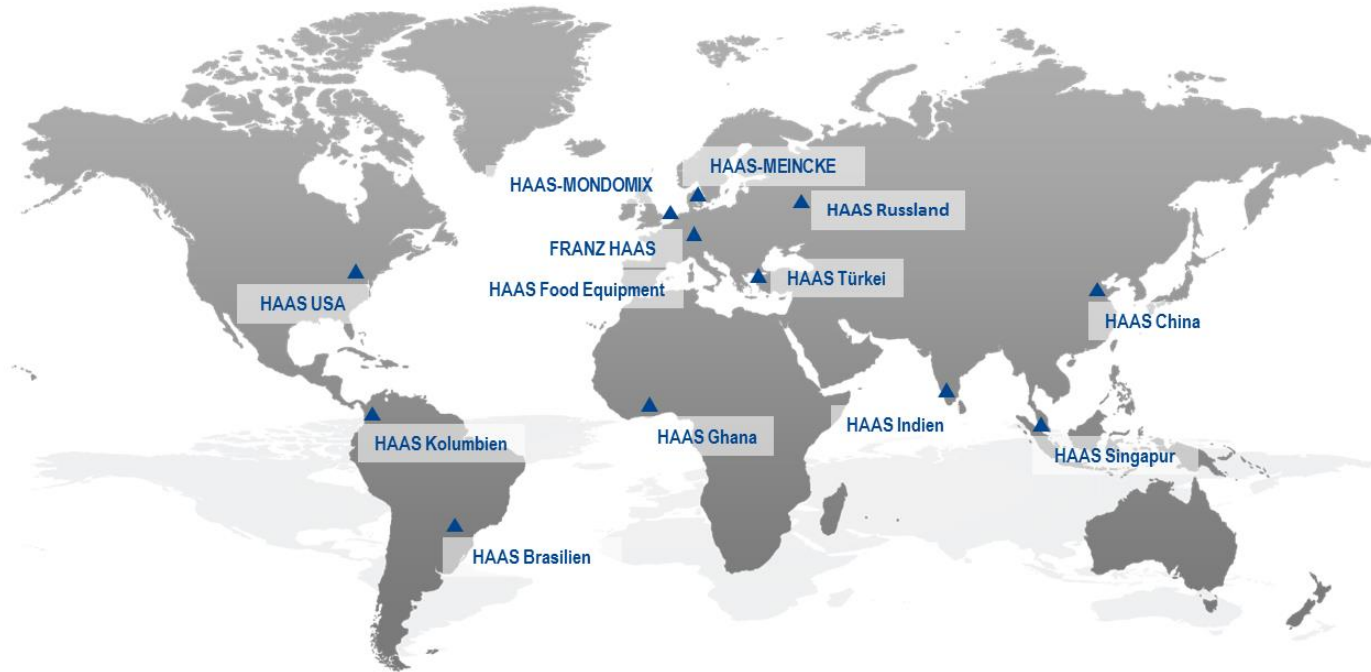 HAAS-MEINCKE
HAAS-MONDOMIX
HAAS Russland
FRANZ HAAS
HAAS Türkei
HAAS Food Equipment
HAAS USA
HAAS China
HAAS Indien
HAAS Kolumbien
HAAS Ghana
HAAS Singapur
HAAS Brasilien